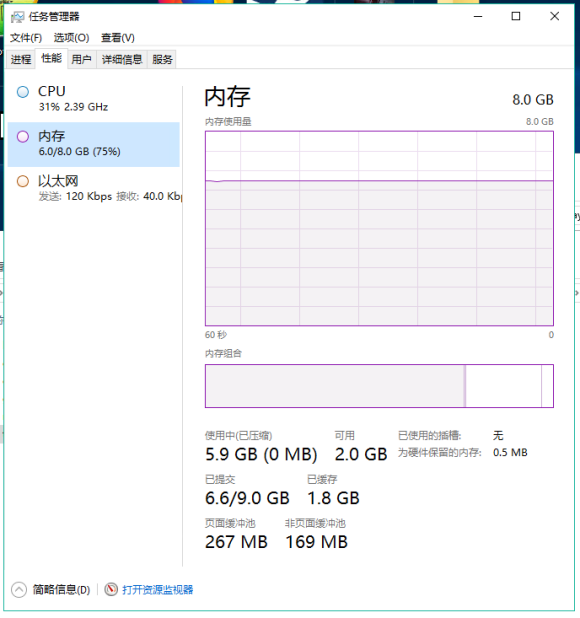 任务管理器
文件(F) 选项(O) 查看(V)
进程 性能 用户 详细信息 服务
CPU
31% 2.39 GHz
内存
6.0/8.0 GB (75%)
以太网
发送: 120 Kbps 接收: 40.0 Kb
内存 8.0 GB
内存使用量 8.0 GB
60 秒 0
内存组合
使用中(已压缩) 可用 已使用的插槽: 无
5.9 GB (0 MB) 2.0 GB 为硬件保留的内存: 0.5 MB
已提交 已缓存
6.6/9.0 GB 1.8 GB
页面缓冲池 非页面缓冲池
267 MB 169 MB
简略信息(D) 打开资源监视器